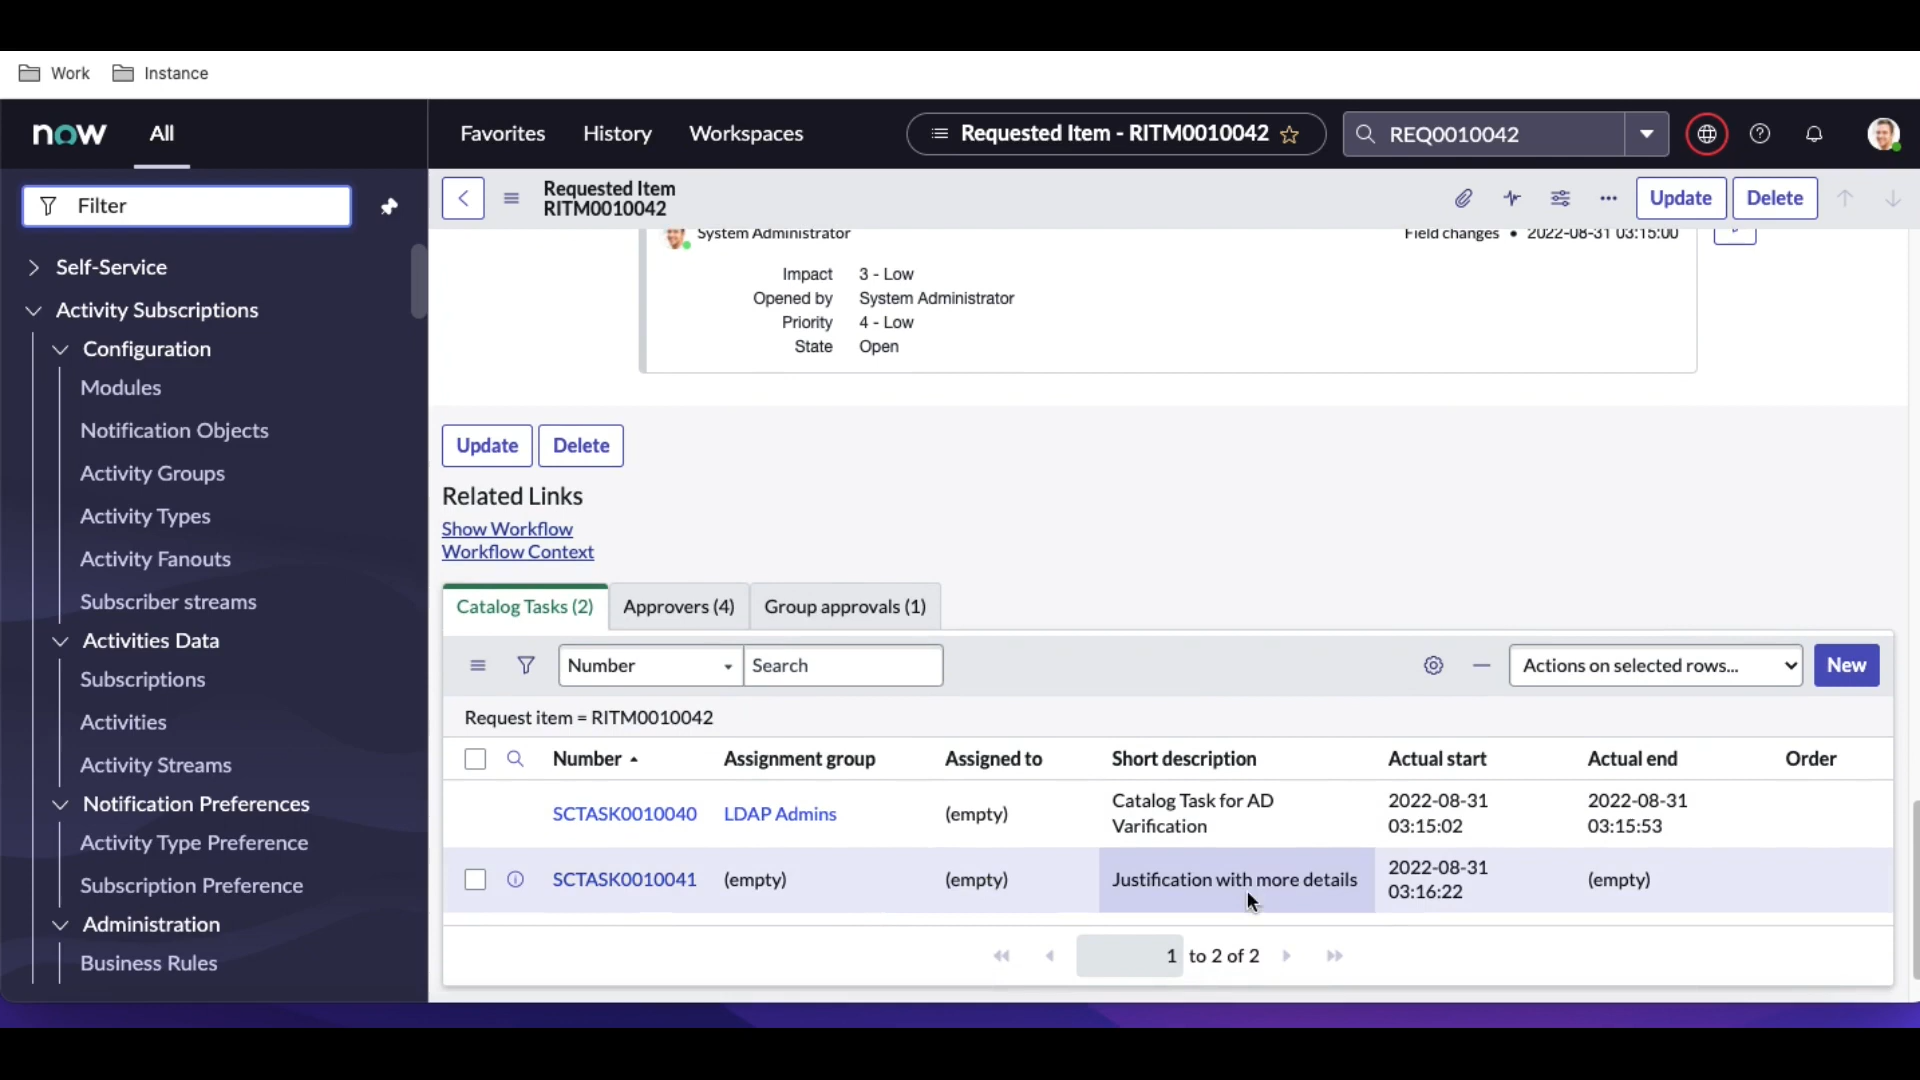 Work Instance
now All Favorites History Workspaces Requested Item - RITM0010042 REQ0010042
Filter
Requested Item
RITM0010042
Update Delete
Self-Service
Activity Subscriptions
Configuration
Modules
Notification Objects
Activity Groups
Activity Types
Activity Fanouts
Subscriber streams
Activities Data
Subscriptions
Activities
Activity Streams
Notification Preferences
Activity Type Preference
Subscription Preference
Administration
Business Rules
System Administrator Field changes • 2022-08-31 03:15:00
Impact 3 - Low
Opened by System Administrator
Priority 4 - Low
State Open
Update Delete
Related Links
Show Workflow
Workflow Context
Catalog Tasks (2) Approvers (4) Group approvals (1)
Number Search Actions on selected rows... New
Request item = RITM0010042
Number Assignment group Assigned to Short description Actual start Actual end Order
SCTASK0010040 LDAP Admins (empty) Catalog Task for AD Varification 2022-08-31 03:15:02 2022-08-31 03:15:53
SCTASK0010041 (empty) (empty) Justification with more details 2022-08-31 03:16:22 (empty)
1 to 2 of 2